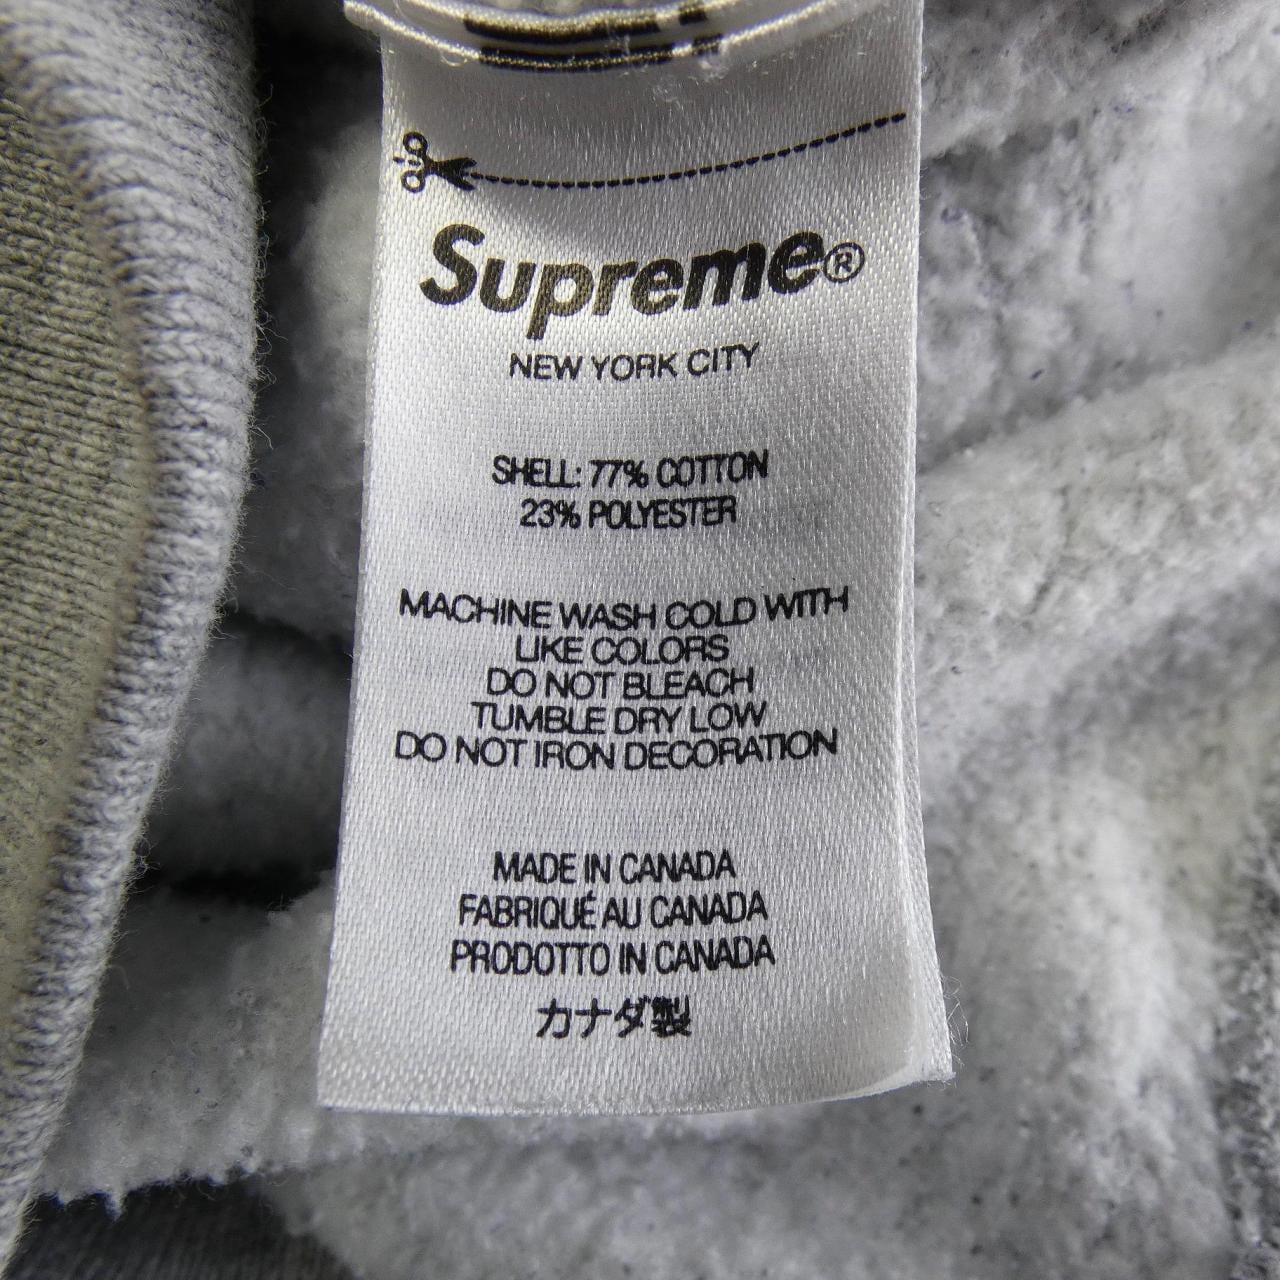 Supreme®
NEW YORK CITY
SHELL: 77% COTTON
23% POLYESTER
MACHINE WASH COLD WITH
LIKE COLORS
DO NOT BLEACH
TUMBLE DRY LOW
DO NOT IRON DECORATION
MADE IN CANADA
FABRIQUÉ AU CANADA
PRODOTTO IN CANADA
カナダ製